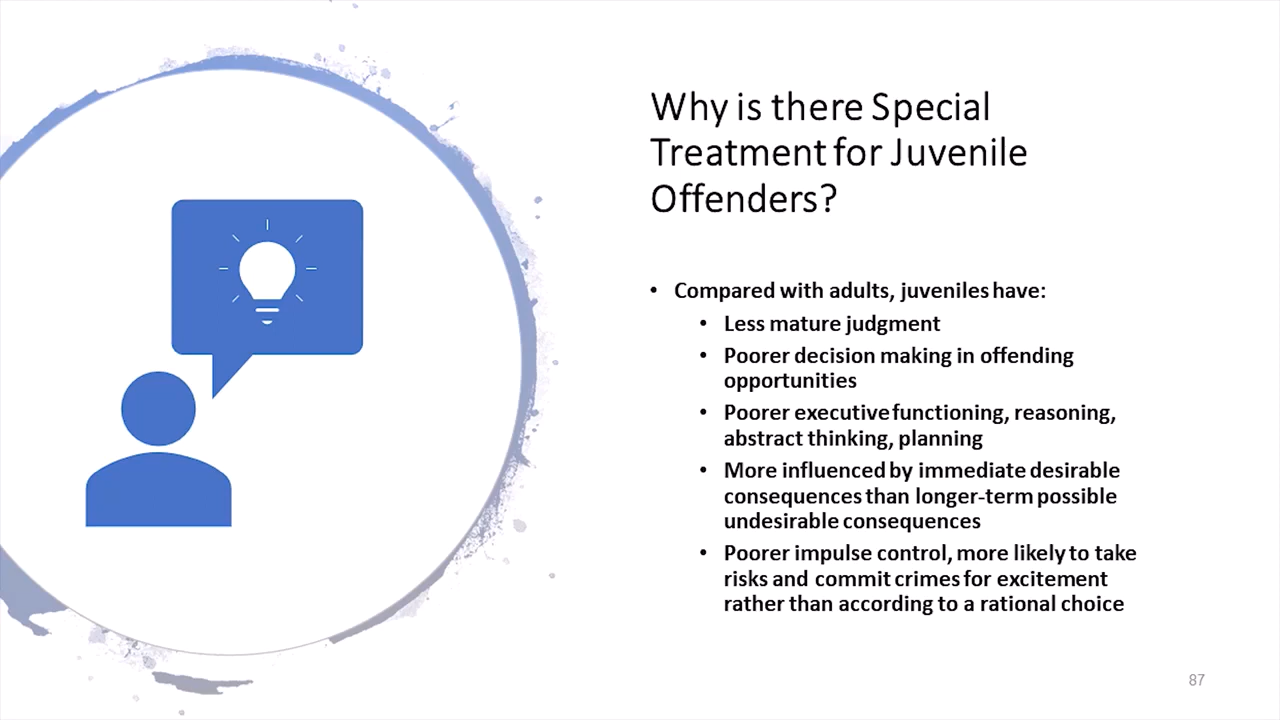 Why is there Special
Treatment for Juvenile
Offenders?
• Compared with adults, juveniles have:
• Less mature judgment
• Poorer decision making in offending
opportunities
• Poorer executive functioning, reasoning,
abstract thinking, planning
• More influenced by immediate desirable
consequences than longer-term possible
undesirable consequences
• Poorer impulse control, more likely to take
risks and commit crimes for excitement
rather than according to a rational choice
87